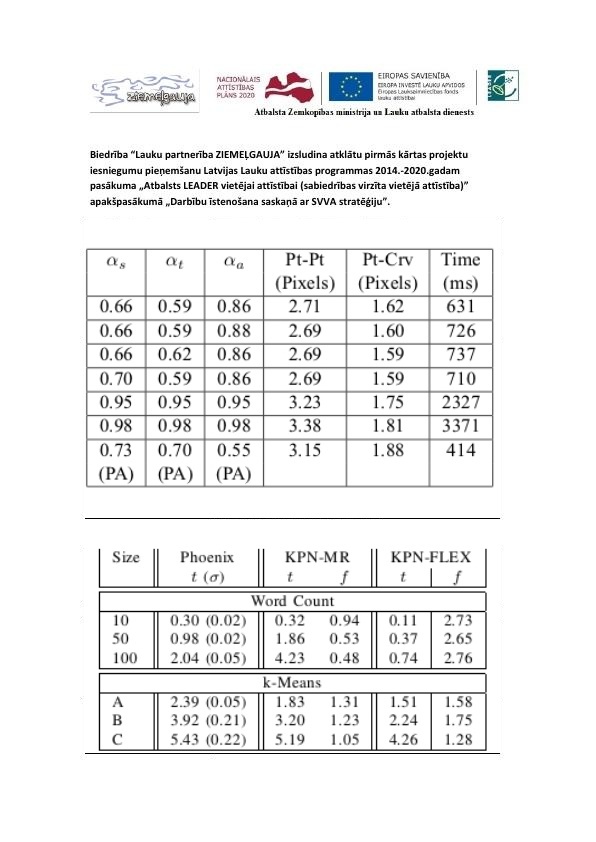 ziemeļgauja
NACIONĀLAIS
ATTĪSTĪBAS
PLĀNS 2020
EIROPAS SAVIENĪBA
EIROPA INVESTĒ LAUKU APVIDOS
Eiropas Lauksaimniecības fonds
lauku attīstībai
Atbalsta Zemkopības ministrija un Lauku atbalsta dienests
Biedrība “Lauku partnerība ZIEMEĻGAUJA” izsludina atklātu pirmās kārtas projektu
iesniegumu pieņemšanu Latvijas Lauku attīstības programmas 2014.-2020.gadam
pasākuma „Atbalsts LEADER vietējai attīstībai (sabiedrības virzīta vietējā attīstība)”
apakšpasākumā „Darbību īstenošana saskaņā ar SVVA stratēģiju”.
αs αt αa Pt-Pt Pt-Crv Time
(Pixels) (Pixels) (ms)
0.66 0.59 0.86 2.71 1.62 631
0.66 0.59 0.88 2.69 1.60 726
0.66 0.62 0.86 2.69 1.59 737
0.70 0.59 0.86 2.69 1.59 710
0.95 0.95 0.95 3.23 1.75 2327
0.98 0.98 0.98 3.38 1.81 3371
0.73 0.70 0.55 3.15 1.88 414
(PA) (PA) (PA)
Size Phoenix KPN-MR KPN-FLEX
t (σ) t f t f
Word Count
10 0.30 (0.02) 0.32 0.94 0.11 2.73
50 0.98 (0.02) 1.86 0.53 0.37 2.65
100 2.04 (0.05) 4.23 0.48 0.74 2.76
k-Means
A 2.39 (0.05) 1.83 1.31 1.51 1.58
B 3.92 (0.21) 3.20 1.23 2.24 1.75
C 5.43 (0.22) 5.19 1.05 4.26 1.28